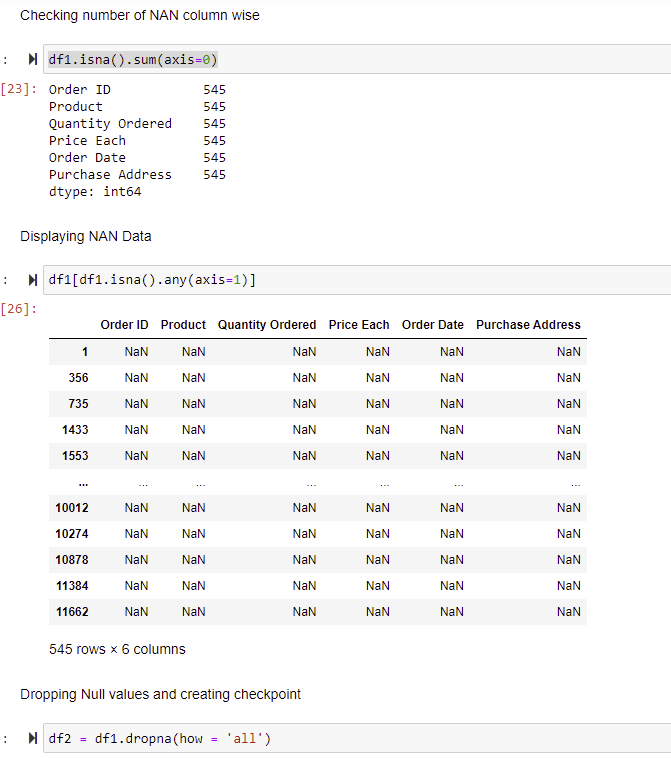 Checking number of NAN column wise
: df1.isna().sum(axis=0)
[23]: Order ID 545
Product 545
Quantity Ordered 545
Price Each 545
Order Date 545
Purchase Address 545
dtype: int64
Displaying NAN Data
: df1[df1.isna().any(axis=1)]
[26]:
Order ID Product Quantity Ordered Price Each Order Date Purchase Address
1 NaN NaN NaN NaN NaN NaN
356 NaN NaN NaN NaN NaN NaN
735 NaN NaN NaN NaN NaN NaN
1433 NaN NaN NaN NaN NaN NaN
1553 NaN NaN NaN NaN NaN NaN
... ... ... ... ... ... ...
10012 NaN NaN NaN NaN NaN NaN
10274 NaN NaN NaN NaN NaN NaN
10878 NaN NaN NaN NaN NaN NaN
11384 NaN NaN NaN NaN NaN NaN
11662 NaN NaN NaN NaN NaN NaN
545 rows × 6 columns
Dropping Null values and creating checkpoint
: df2 = df1.dropna(how = 'all')